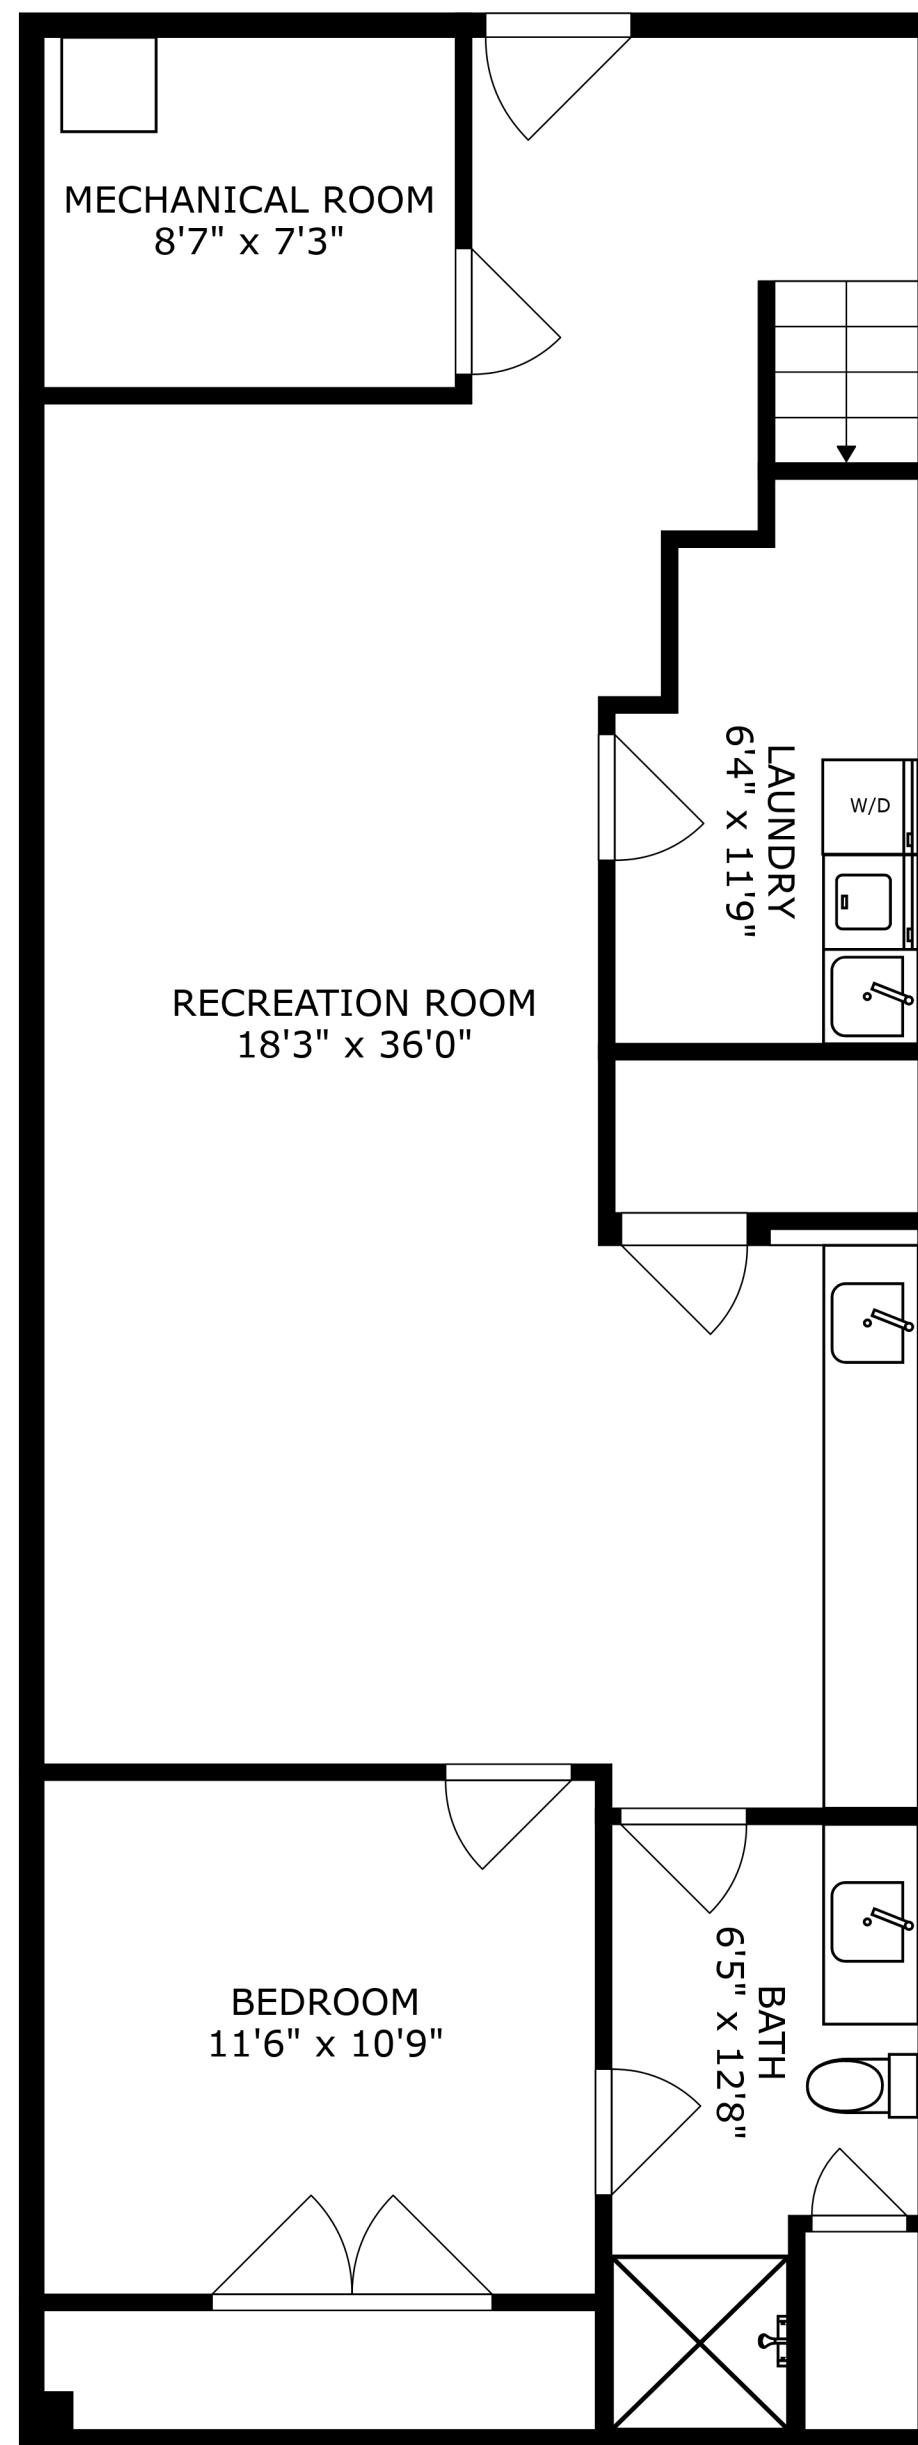 MECHANICAL ROOM
8'7" x 7'3"
LAUNDRY
6'4" x 11'9"
W/D
RECREATION ROOM
18'3" x 36'0"
BEDROOM
11'6" x 10'9"
BATH
6'5" x 12'8"